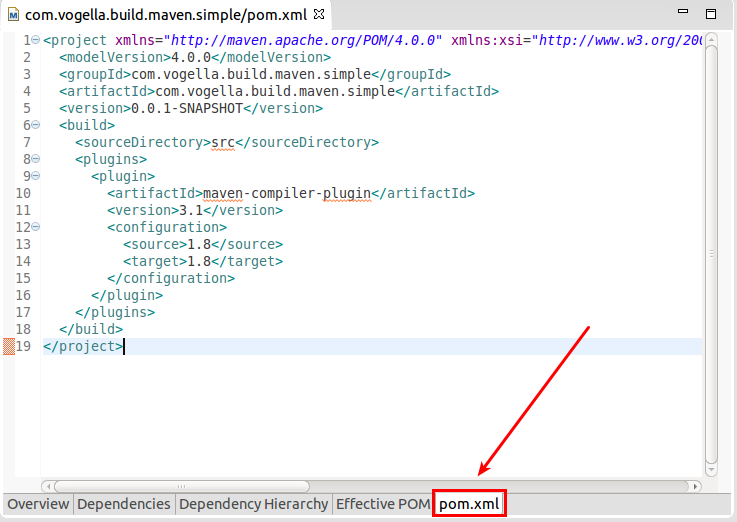 com.vogella.build.maven.simple/pom.xml
1 <project xmlns="http://maven.apache.org/POM/4.0.0" xmlns:xsi="http://www.w3.org/200
2 <modelVersion>4.0.0</modelVersion>
3 <groupId>com.vogella.build.maven.simple</groupId>
4 <artifactId>com.vogella.build.maven.simple</artifactId>
5 <version>0.0.1-SNAPSHOT</version>
6 <build>
7 <sourceDirectory>src</sourceDirectory>
8 <plugins>
9 <plugin>
10 <artifactId>maven-compiler-plugin</artifactId>
11 <version>3.1</version>
12 <configuration>
13 <source>1.8</source>
14 <target>1.8</target>
15 </configuration>
16 </plugin>
17 </plugins>
18 </build>
19 </project>
Overview Dependencies Dependency Hierarchy Effective POM pom.xml